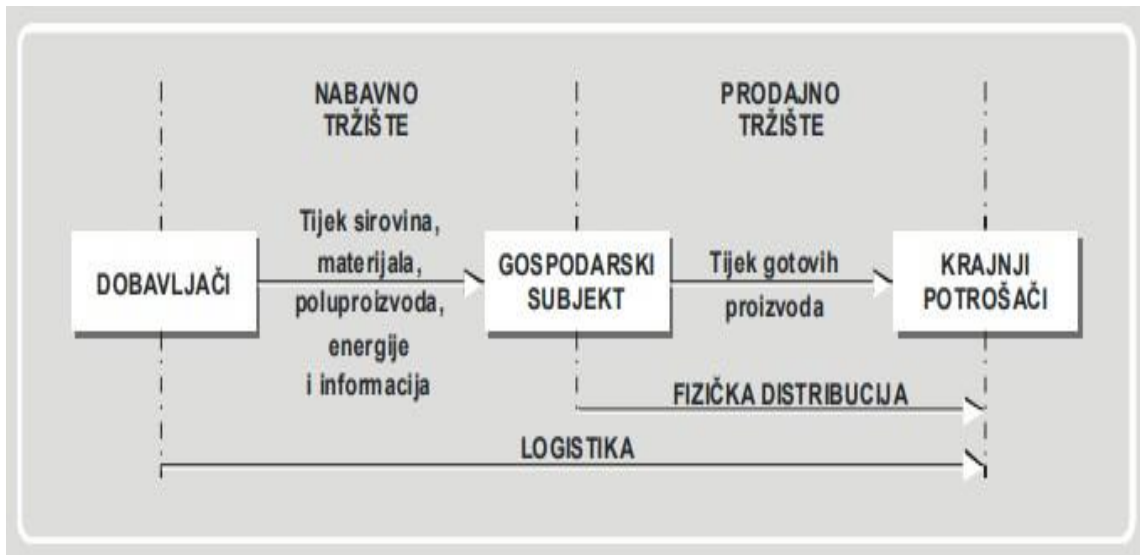 NABAVNO
TRŽIŠTE
PRODAJNO
TRŽIŠTE
DOBAVLJAČI
Tijek sirovina,
materijala,
poluproizvoda,
energije
i informacija
GOSPODARSKI
SUBJEKT
Tijek gotovih
proizvoda
KRAJNJI
POTROŠAČI
FIZIČKA DISTRIBUCIJA
LOGISTIKA